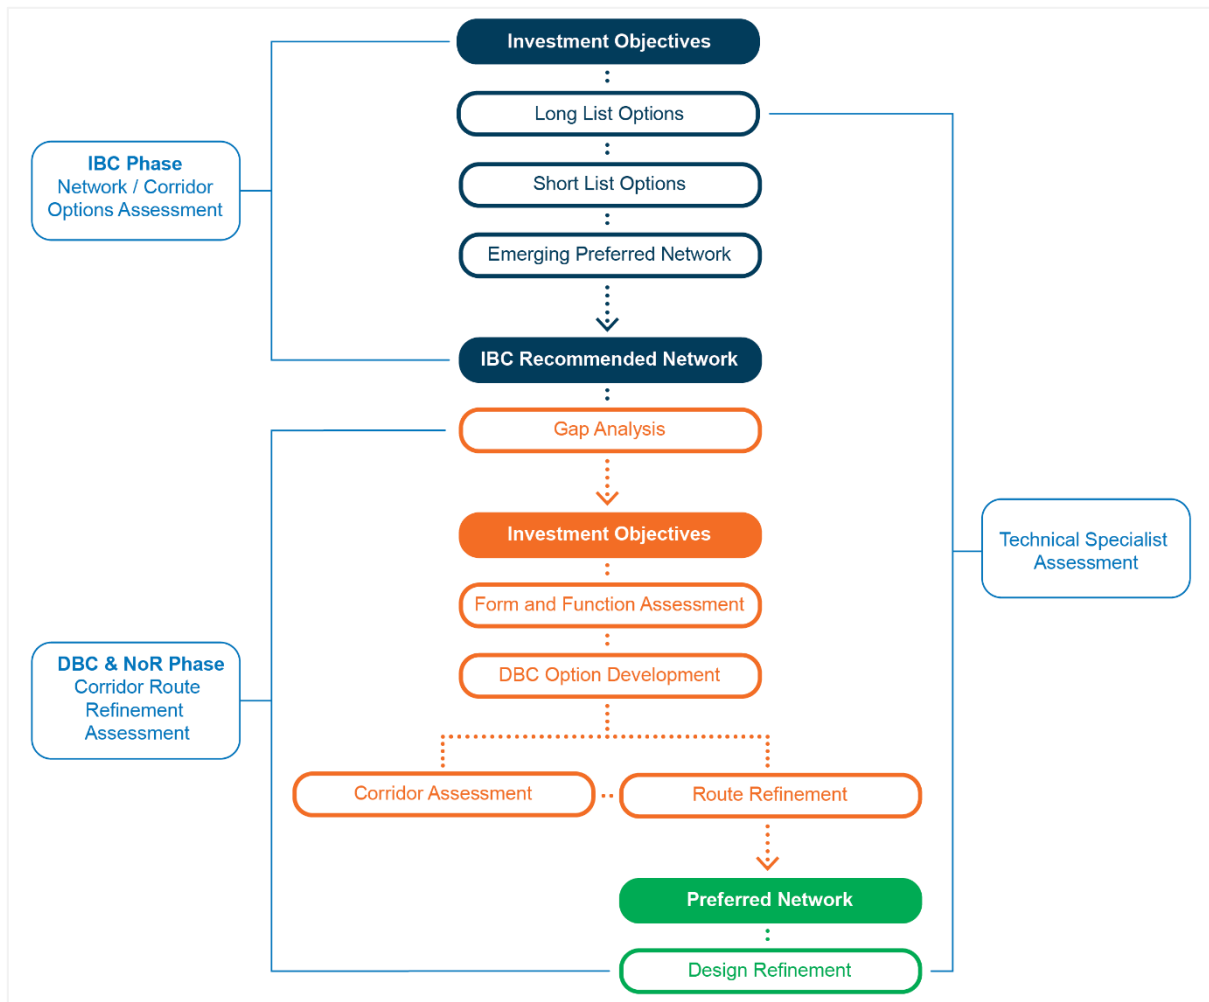 Investment Objectives
Long List Options
IBC Phase
Network / Corridor
Options Assessment
Short List Options
Emerging Preferred Network
IBC Recommended Network
Gap Analysis
Investment Objectives
Technical Specialist
Assessment
Form and Function Assessment
DBC & NoR Phase
Corridor Route
Refinement
Assessment
DBC Option Development
Corridor Assessment
Route Refinement
Preferred Network
Design Refinement